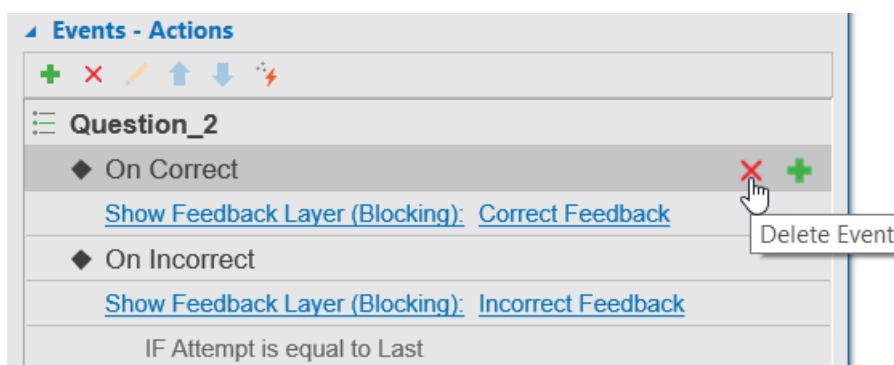 Events - Actions
Question_2
On Correct
Show Feedback Layer (Blocking): Correct Feedback
Delete Event
On Incorrect
Show Feedback Layer (Blocking): Incorrect Feedback
IF Attempt is equal to Last